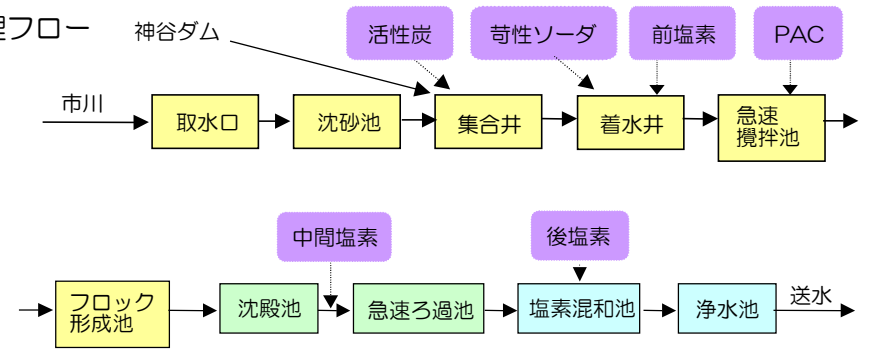 理フロー
神谷ダム
活性炭
苛性ソーダ
前塩素
PAC
市川
取水口
沈砂池
集合井
着水井
急速
攪拌池
中間塩素
後塩素
フロック
形成池
沈殿池
急速ろ過池
塩素混和池
浄水池
送水